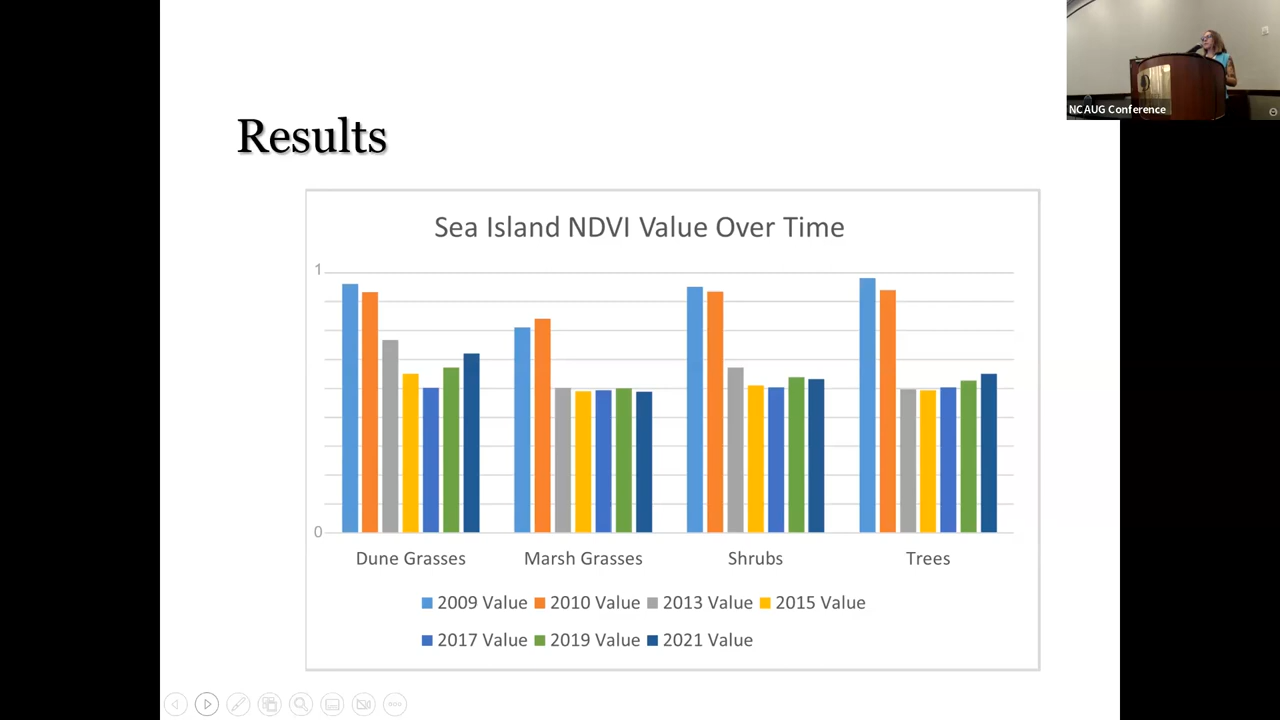 NCAUG Conference
Results
Sea Island NDVI Value Over Time
1
0
Dune Grasses Marsh Grasses Shrubs Trees
2009 Value 2010 Value 2013 Value 2015 Value
2017 Value 2019 Value 2021 Value